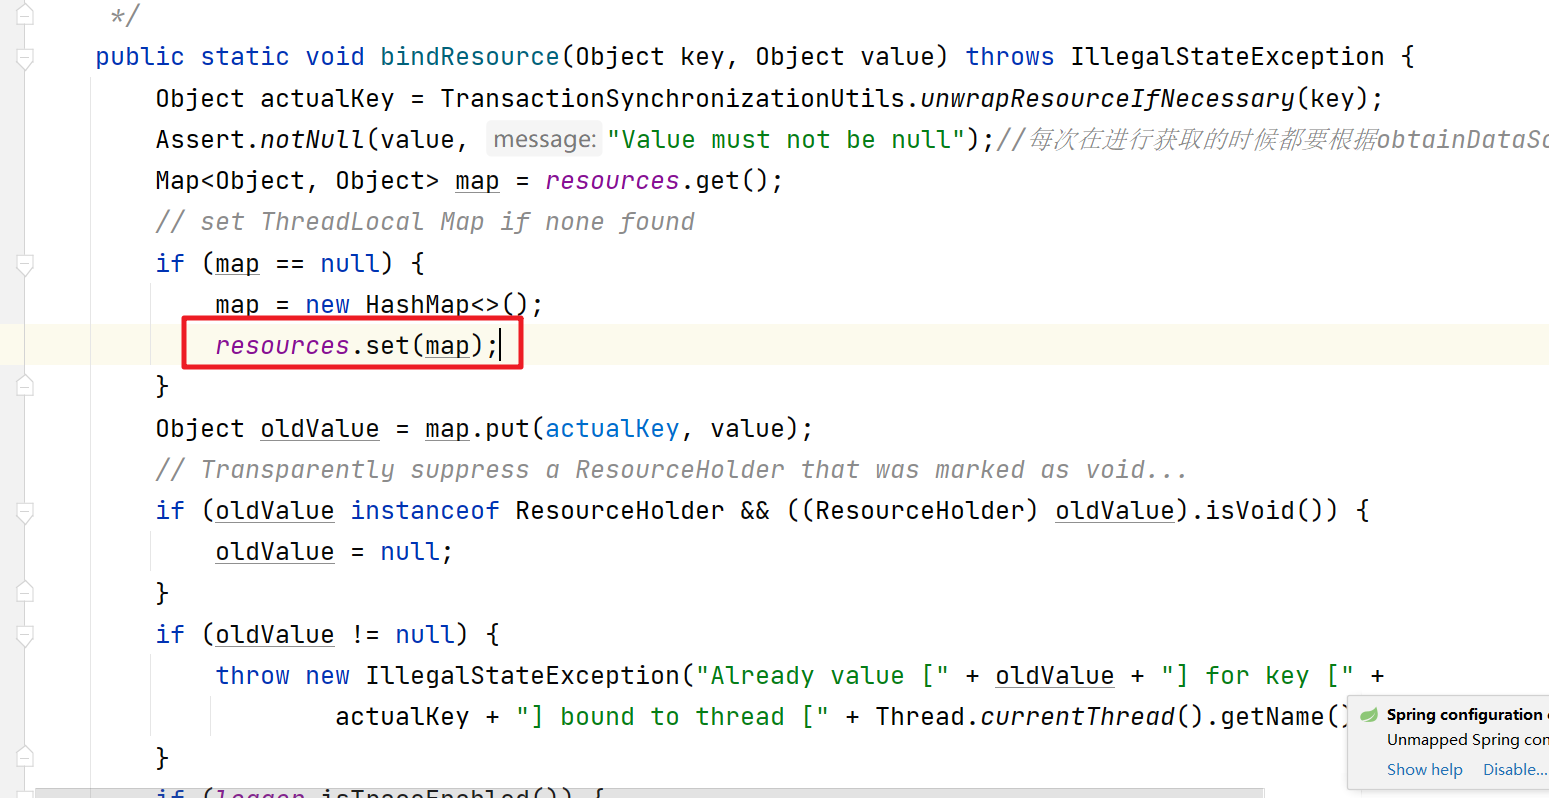 */
public static void bindResource(Object key, Object value) throws IllegalStateException {
Object actualKey = TransactionSynchronizationUtils.unwrapResourceIfNecessary(key);
Assert.notNull(value, message: "Value must not be null");//每次在进行获取的时候都要根据obtainDataSo
Map<Object, Object> map = resources.get();
// set ThreadLocal Map if none found
if (map == null) {
map = new HashMap<>();
resources.set(map);
}
Object oldValue = map.put(actualKey, value);
// Transparently suppress a ResourceHolder that was marked as void...
if (oldValue instanceof ResourceHolder && ((ResourceHolder) oldValue).isVoid()) {
oldValue = null;
}
if (oldValue != null) {
throw new IllegalStateException("Already value [" + oldValue + "] for key [" +
actualKey + "] bound to thread [" + Thread.currentThread().getName()
}
if (logger.isTraceEnabled()) {
Spring configuration
Unmapped Spring con
Show help Disable...